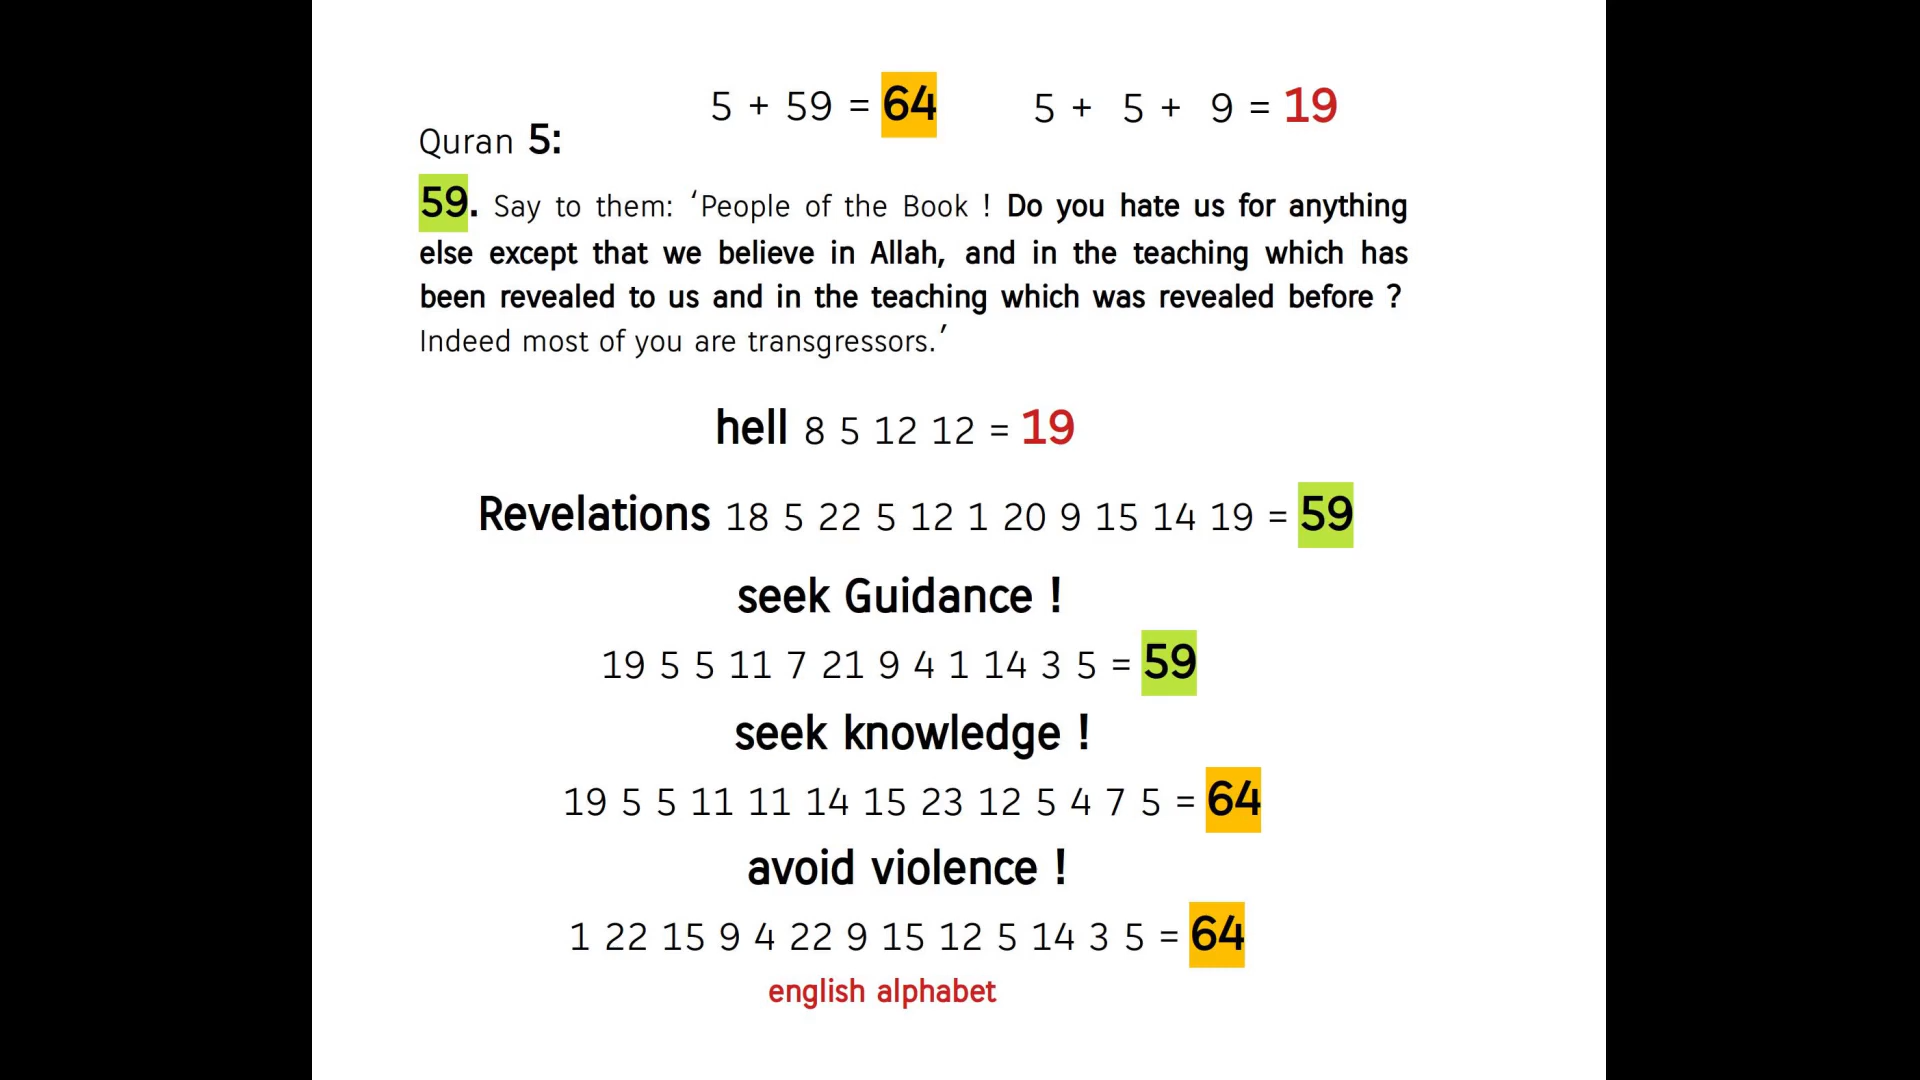 5 + 59 = 64 5 + 5 + 9 = 19
Quran 5:
59. Say to them: ‘People of the Book ! Do you hate us for anything
else except that we believe in Allah, and in the teaching which has
been revealed to us and in the teaching which was revealed before ?
Indeed most of you are transgressors.’
hell 8 5 12 12 = 19
Revelations 18 5 22 5 12 1 20 9 15 14 19 = 59
seek Guidance !
19 5 5 11 7 21 9 4 1 14 3 5 = 59
seek knowledge !
19 5 5 11 11 14 15 23 12 5 4 7 5 = 64
avoid violence !
1 22 15 9 4 22 9 15 12 5 14 3 5 = 64
english alphabet